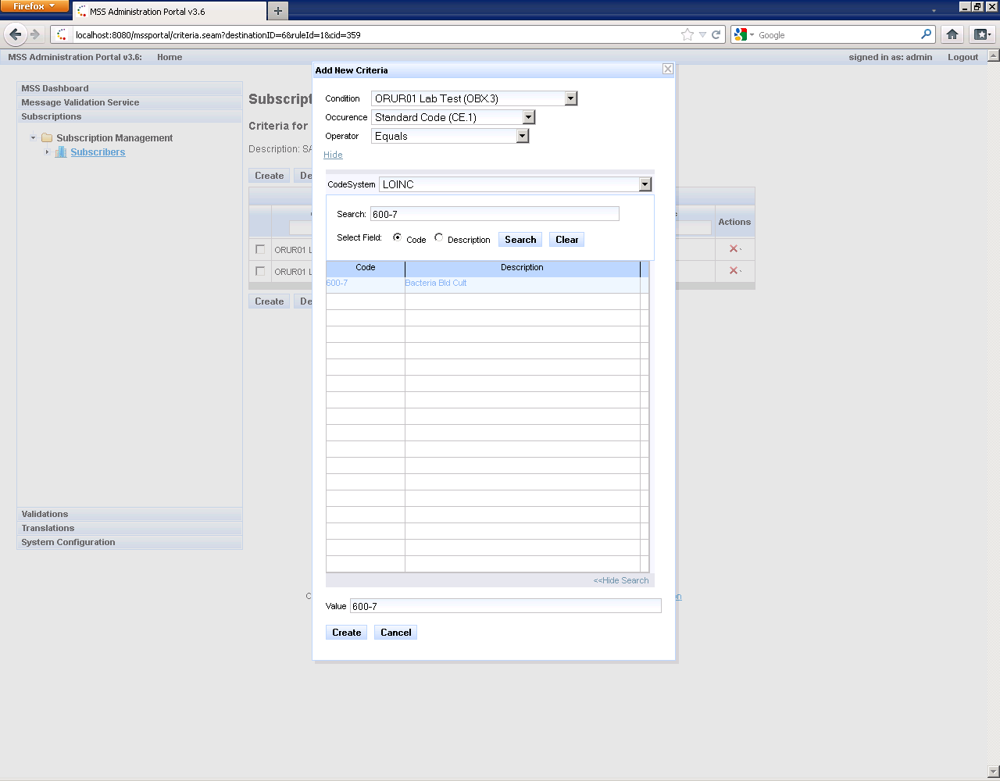 Firefox
MSS Administration Portal v3.6
localhost:8080/mssportal/criteria.seam?destinationID=6&ruleId=1&cid=359
Google
MSS Administration Portal v3.6:
Home
signed in as: admin
Logout
MSS Dashboard
Message Validation Service
Subscriptions
Subscription Management
Subscribers
Validations
Translations
System Configuration
Criteria for
Description:
Create
Actions
ORUR01
ORUR01
Create
Add New Criteria
Condition ORUR01 Lab Test (OBX.3)
Occurence Standard Code (CE.1)
Operator Equals
Hide
CodeSystem LOINC
Search: 600-7
Select Field: Code Description Search Clear
Code Description
600-7 Bacteria Bld Cult
<<Hide Search
Value 600-7
Create Cancel